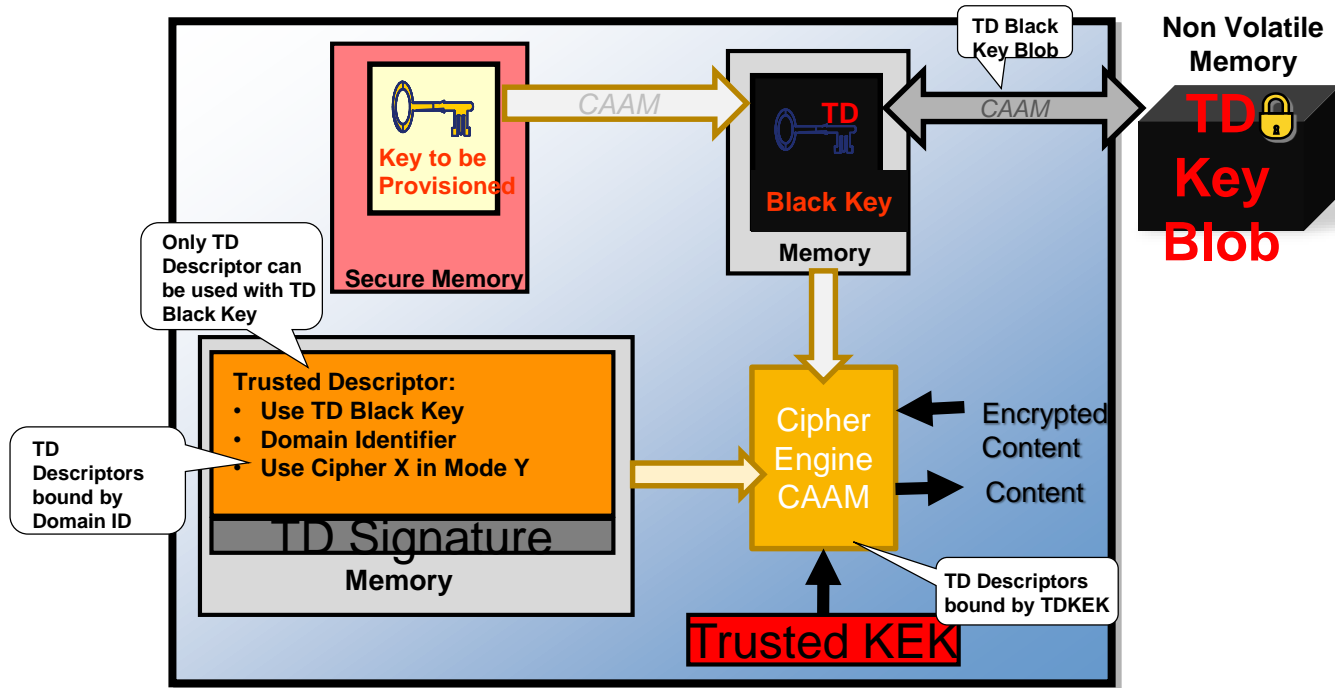 TD Black
Key Blob
Non Volatile
Memory
CAAM
TD
CAAM
TD
Key
Blob
Key to be
Provisioned
Black Key
Secure Memory
Memory
Only TD
Descriptor can
be used with TD
Black Key
Trusted Descriptor:
• Use TD Black Key
• Domain Identifier
• Use Cipher X in Mode Y
TD Signature
Memory
TD
Descriptors
bound by
Domain ID
Cipher
Engine
CAAM
Encrypted
Content
Content
TD Descriptors
bound by TDKEK
Trusted KEK